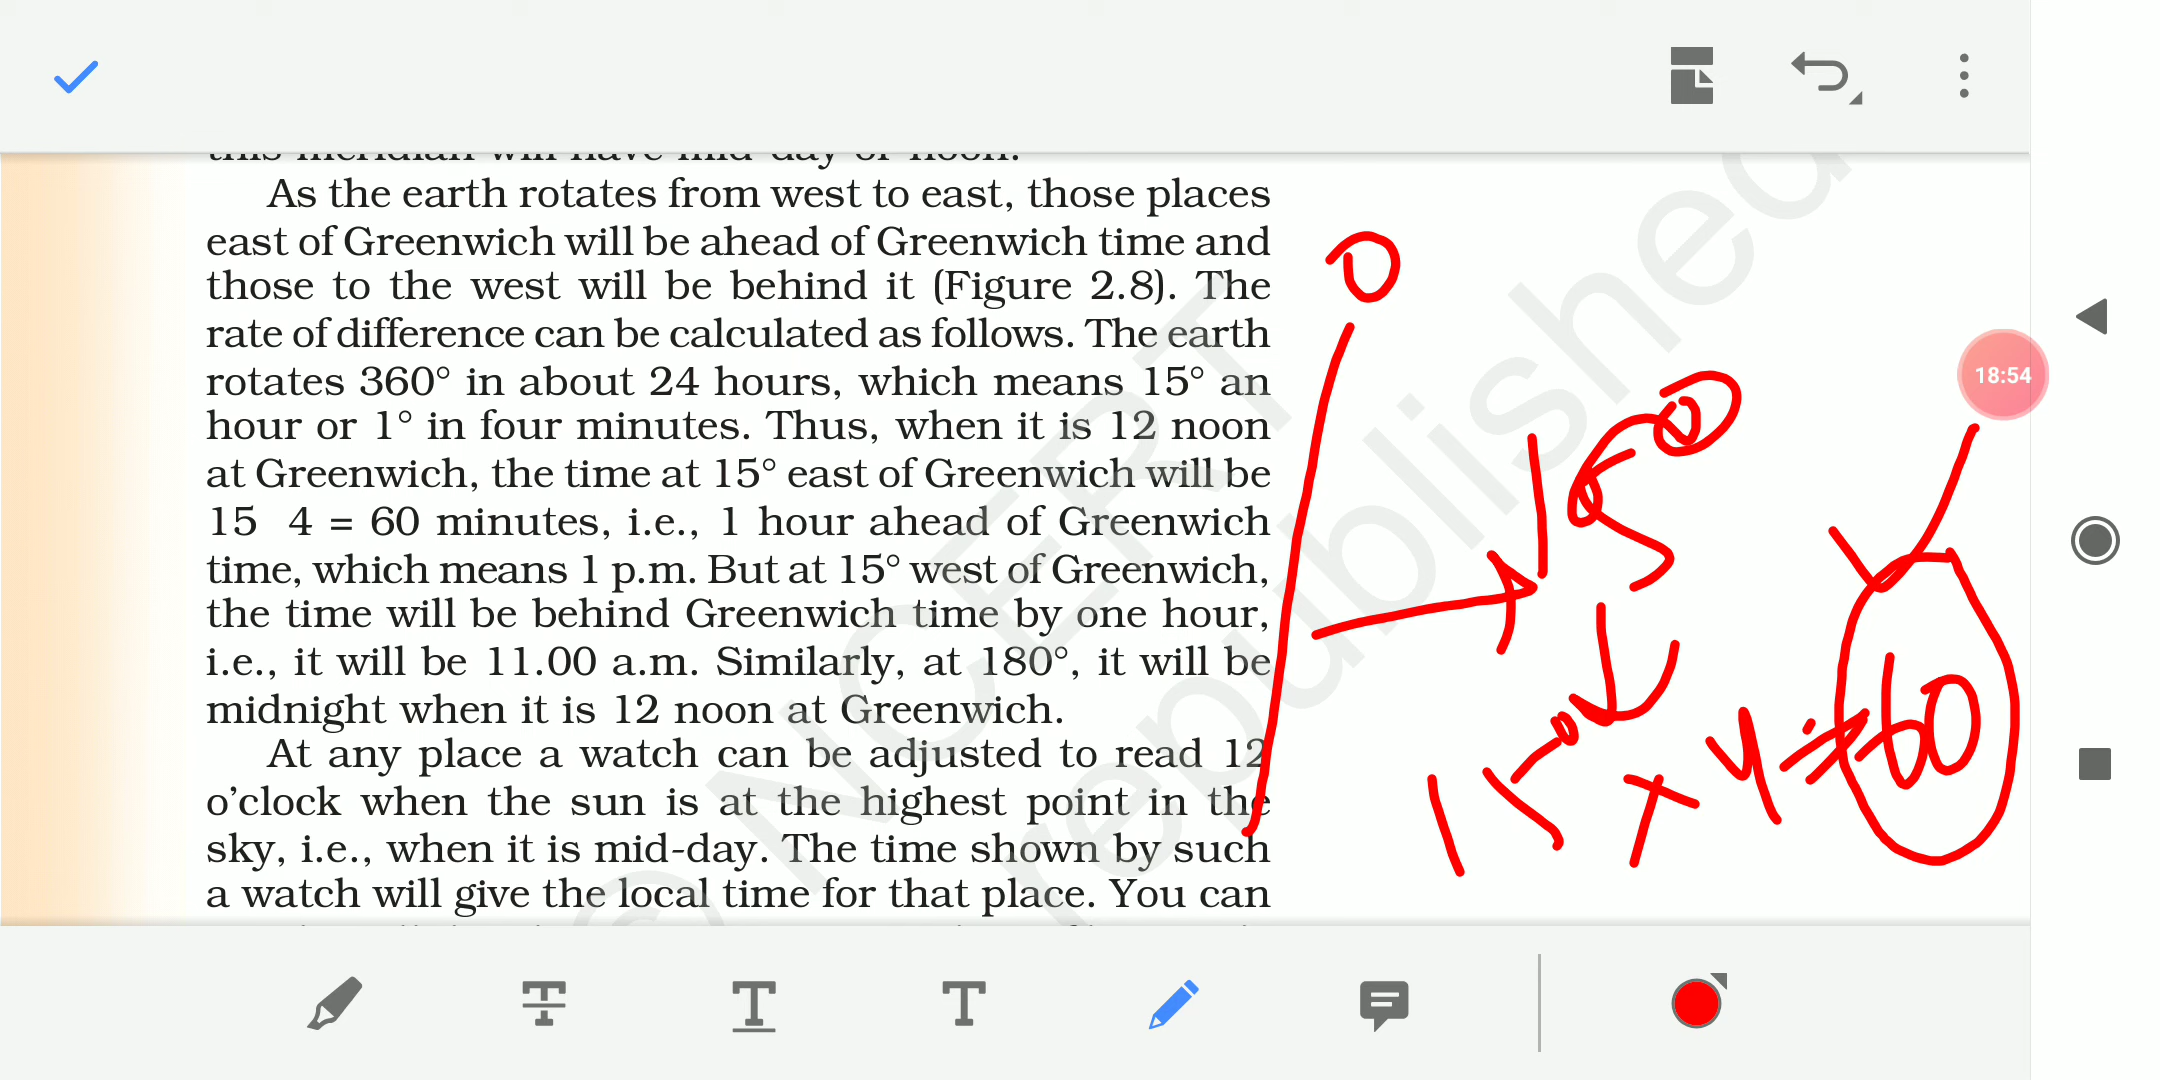 As the earth rotates from west to east, those places
east of Greenwich will be ahead of Greenwich time and
those to the west will be behind it (Figure 2.8). The
rate of difference can be calculated as follows. The earth
rotates 360° in about 24 hours, which means 15° an
hour or 1° in four minutes. Thus, when it is 12 noon
at Greenwich, the time at 15° east of Greenwich will be
15 4 = 60 minutes, i.e., 1 hour ahead of Greenwich
time, which means 1 p.m. But at 15° west of Greenwich,
the time will be behind Greenwich time by one hour,
i.e., it will be 11.00 a.m. Similarly, at 180°, it will be
midnight when it is 12 noon at Greenwich.
At any place a watch can be adjusted to read 12
o'clock when the sun is at the highest point in the
sky, i.e., when it is mid-day. The time shown by such
a watch will give the local time for that place. You can
0
15°
15° x 4 = 60
18:54
© NCERT
republished